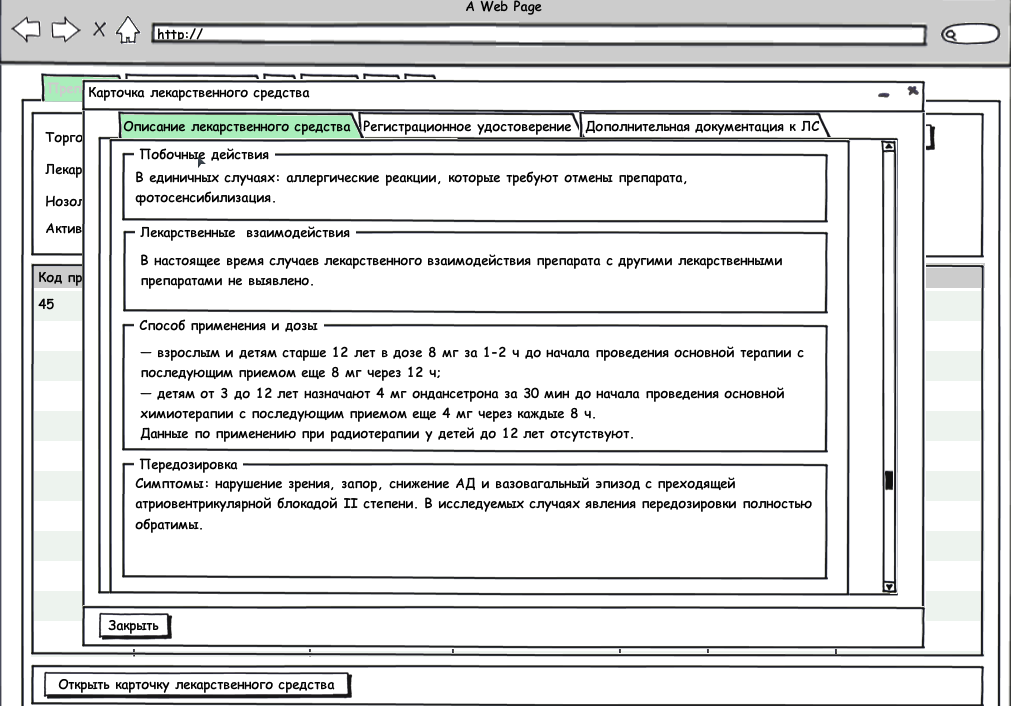 A Web Page
http://
Карточка лекарственного средства
Описание лекарственного средства
Регистрационное удостоверение
Дополнительная документация к ЛС
Торго
Лекар
Нозол
Актив
Код пр
45
Побочные действия
В единичных случаях: аллергические реакции, которые требуют отмены препарата,
фотосенсибилизация.
Лекарственные взаимодействия
В настоящее время случаев лекарственного взаимодействия препарата с другими лекарственными
препаратами не выявлено.
Способ применения и дозы
— взрослым и детям старше 12 лет в дозе 8 мг за 1-2 ч до начала проведения основной терапии с
последующим приемом еще 8 мг через 12 ч;
— детям от 3 до 12 лет назначают 4 мг ондансетрона за 30 мин до начала проведения основной
химиотерапии с последующим приемом еще 4 мг через каждые 8 ч.
Данные по применению при радиотерапии у детей до 12 лет отсутствуют.
Передозировка
Симптомы: нарушение зрения, запор, снижение АД и вазовагальный эпизод с преходящей
атриовентрикулярной блокадой II степени. В исследуемых случаях явления передозировки полностью
обратимы.
Закрыть
Открыть карточку лекарственного средства